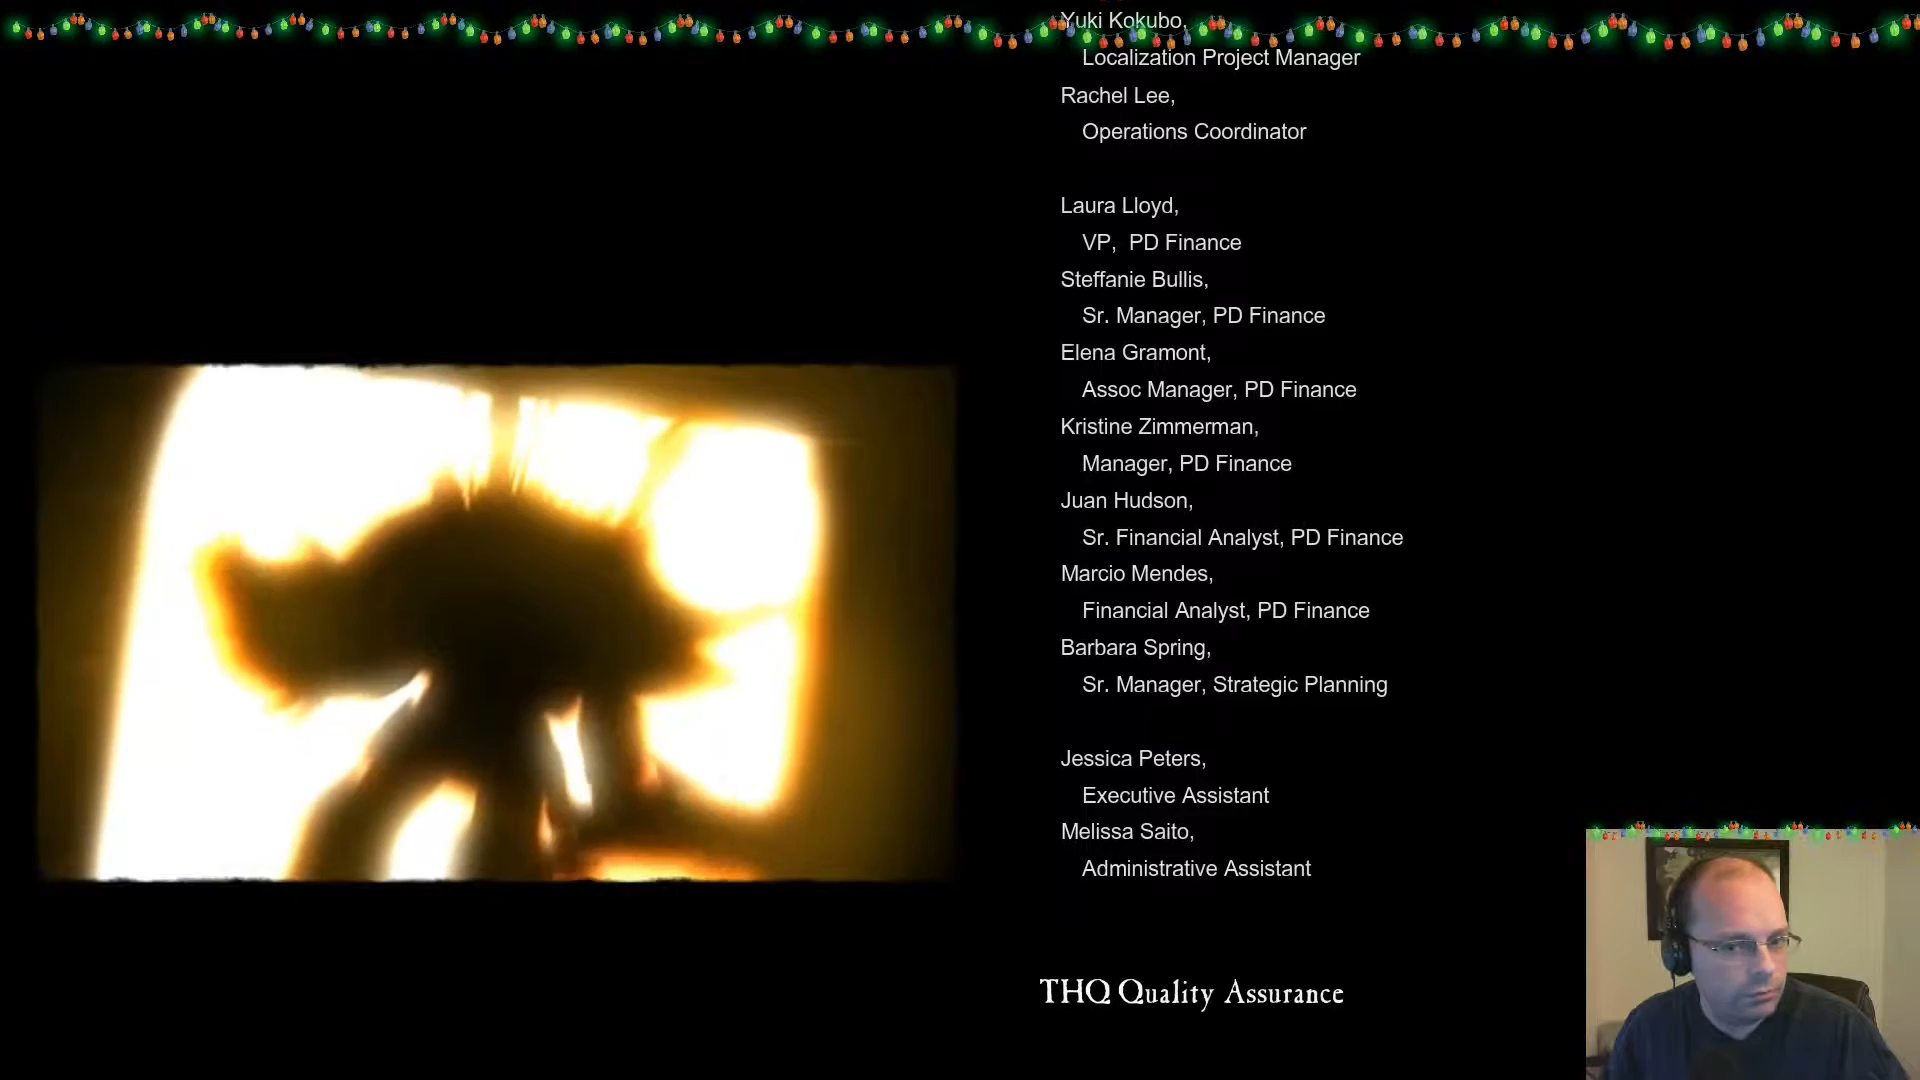 Yuki Kokubo,
Localization Project Manager
Rachel Lee,
Operations Coordinator
Laura Lloyd,
VP,  PD Finance
Steffanie Bullis,
Sr. Manager, PD Finance
Elena Gramont,
Assoc Manager, PD Finance
Kristine Zimmerman,
Manager, PD Finance
Juan Hudson,
Sr. Financial Analyst, PD Finance
Marcio Mendes,
Financial Analyst, PD Finance
Barbara Spring,
Sr. Manager, Strategic Planning
Jessica Peters,
Executive Assistant
Melissa Saito,
Administrative Assistant
THQ Quality Assurance